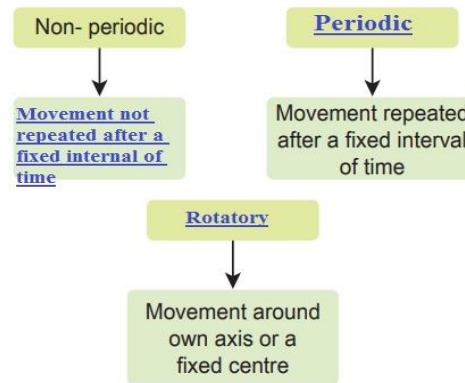 Non- periodic
Periodic
Movement not
repeated after a
fixed internal of
time
Movement repeated
after a fixed interval
of time
Rotatory
Movement around
own axis or a
fixed centre